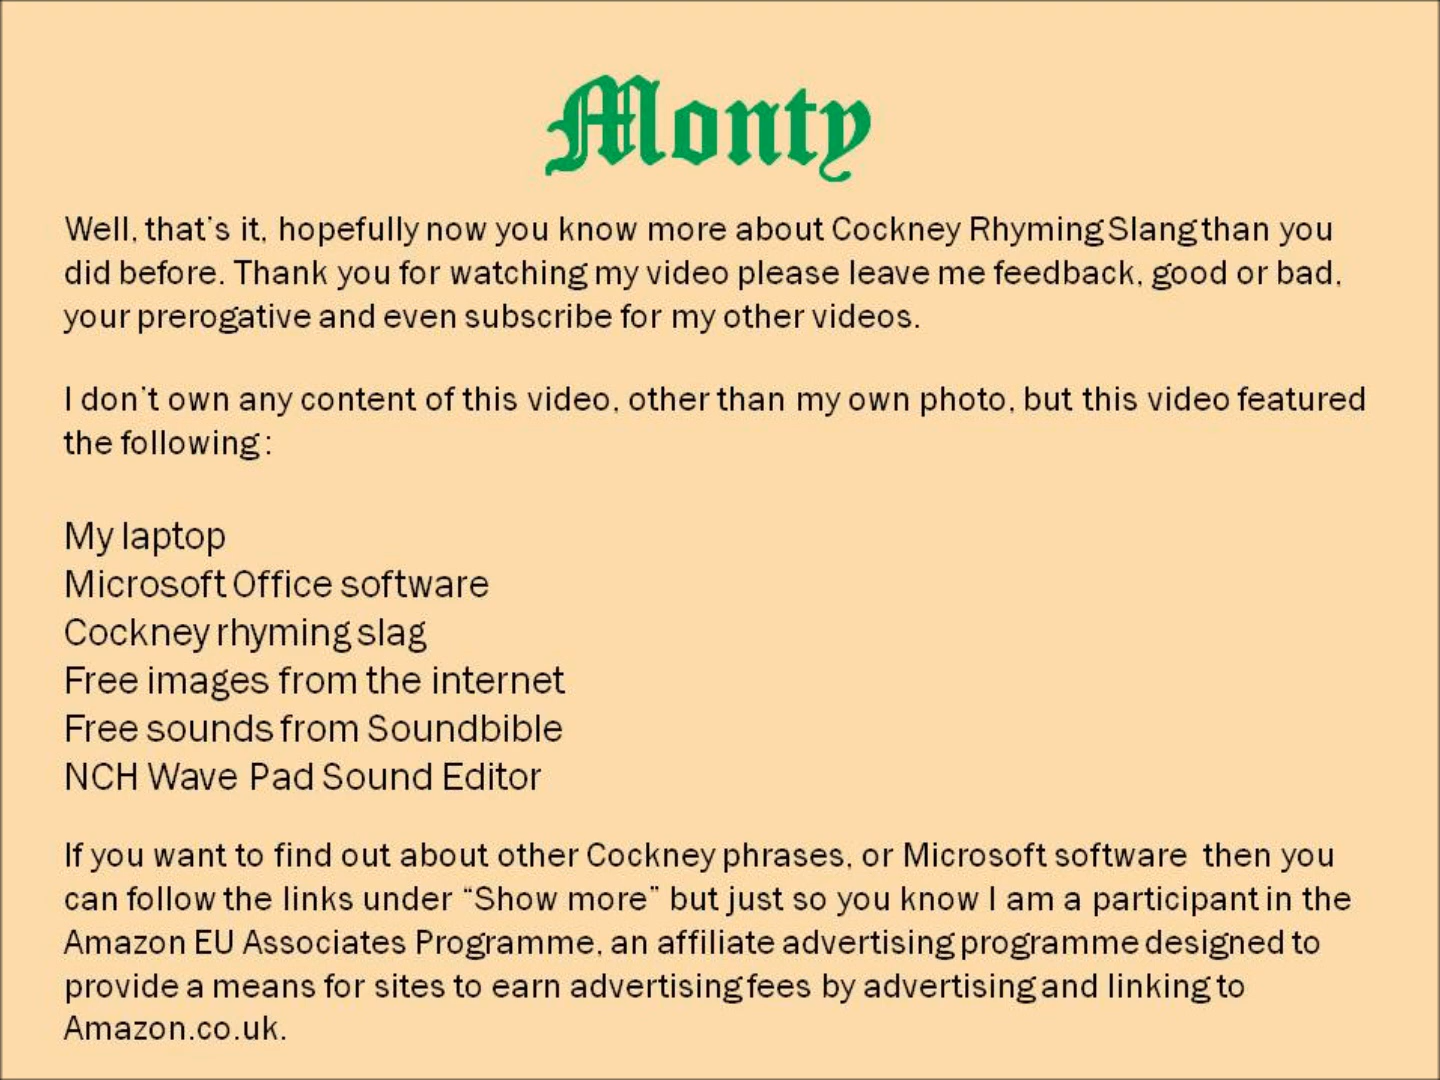 Monty
Well, that's it, hopefully now you know more about Cockney Rhyming Slang than you
did before. Thank you for watching my video please leave me feedback, good or bad,
your prerogative and even subscribe for my other videos.
I don't own any content of this video, other than my own photo, but this video featured
the following:
My laptop
Microsoft Office software
Cockney rhyming slag
Free images from the internet
Free sounds from Soundbible
NCH Wave Pad Sound Editor
If you want to find out about other Cockney phrases, or Microsoft software then you
can follow the links under “Show more” but just so you know I am a participant in the
Amazon EU Associates Programme, an affiliate advertising programme designed to
provide a means for sites to earn advertising fees by advertising and linking to
Amazon.co.uk.